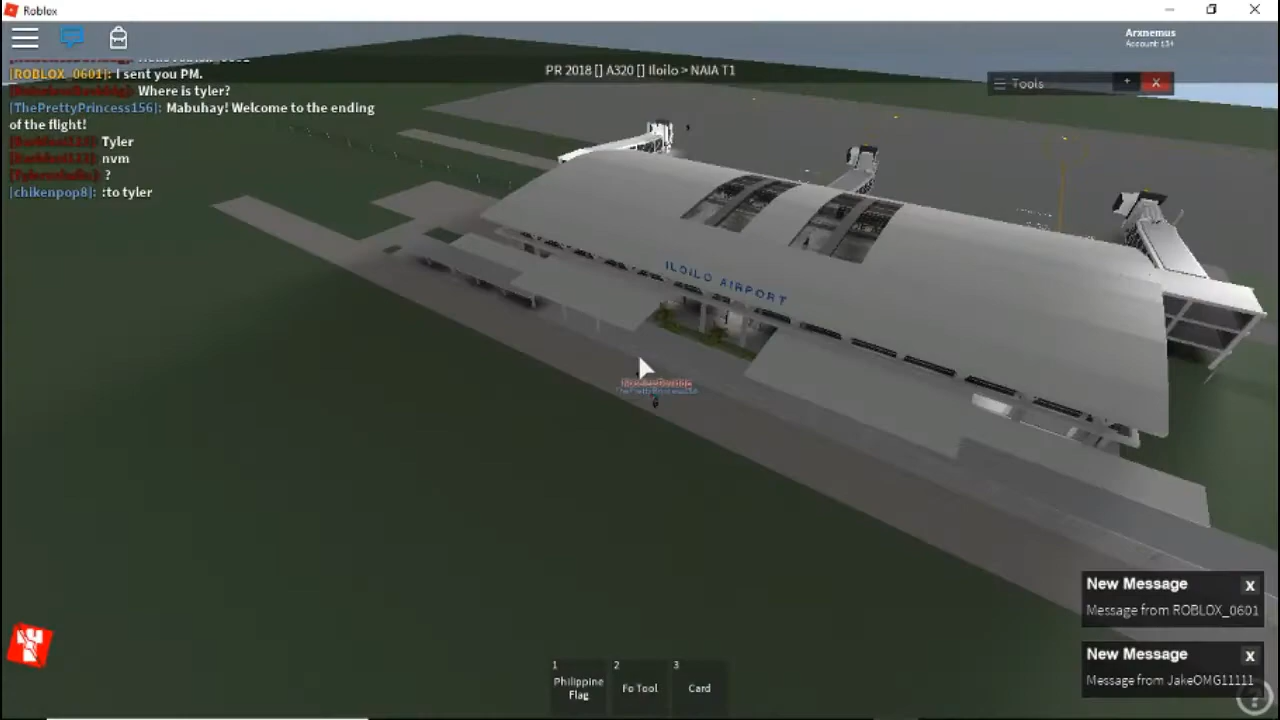 Roblox
Arxnemus
Account: 13+
PR 2018 [] A320 [] Iloilo > NAIA T1
Tools
[ROBLOX_0601]: I sent you PM.
Where is tyler?
[ThePrettyPrincess156]: Mabuhay! Welcome to the ending
of the flight!
Tyler
nvm
?
[chikenpop8]: :to tyler
ILOILO AIRPORT
New Message
Message from ROBLOX_0601
New Message
Message from JakeOMG11111
1
Philippine
Flag
2
Fo Tool
3
Card